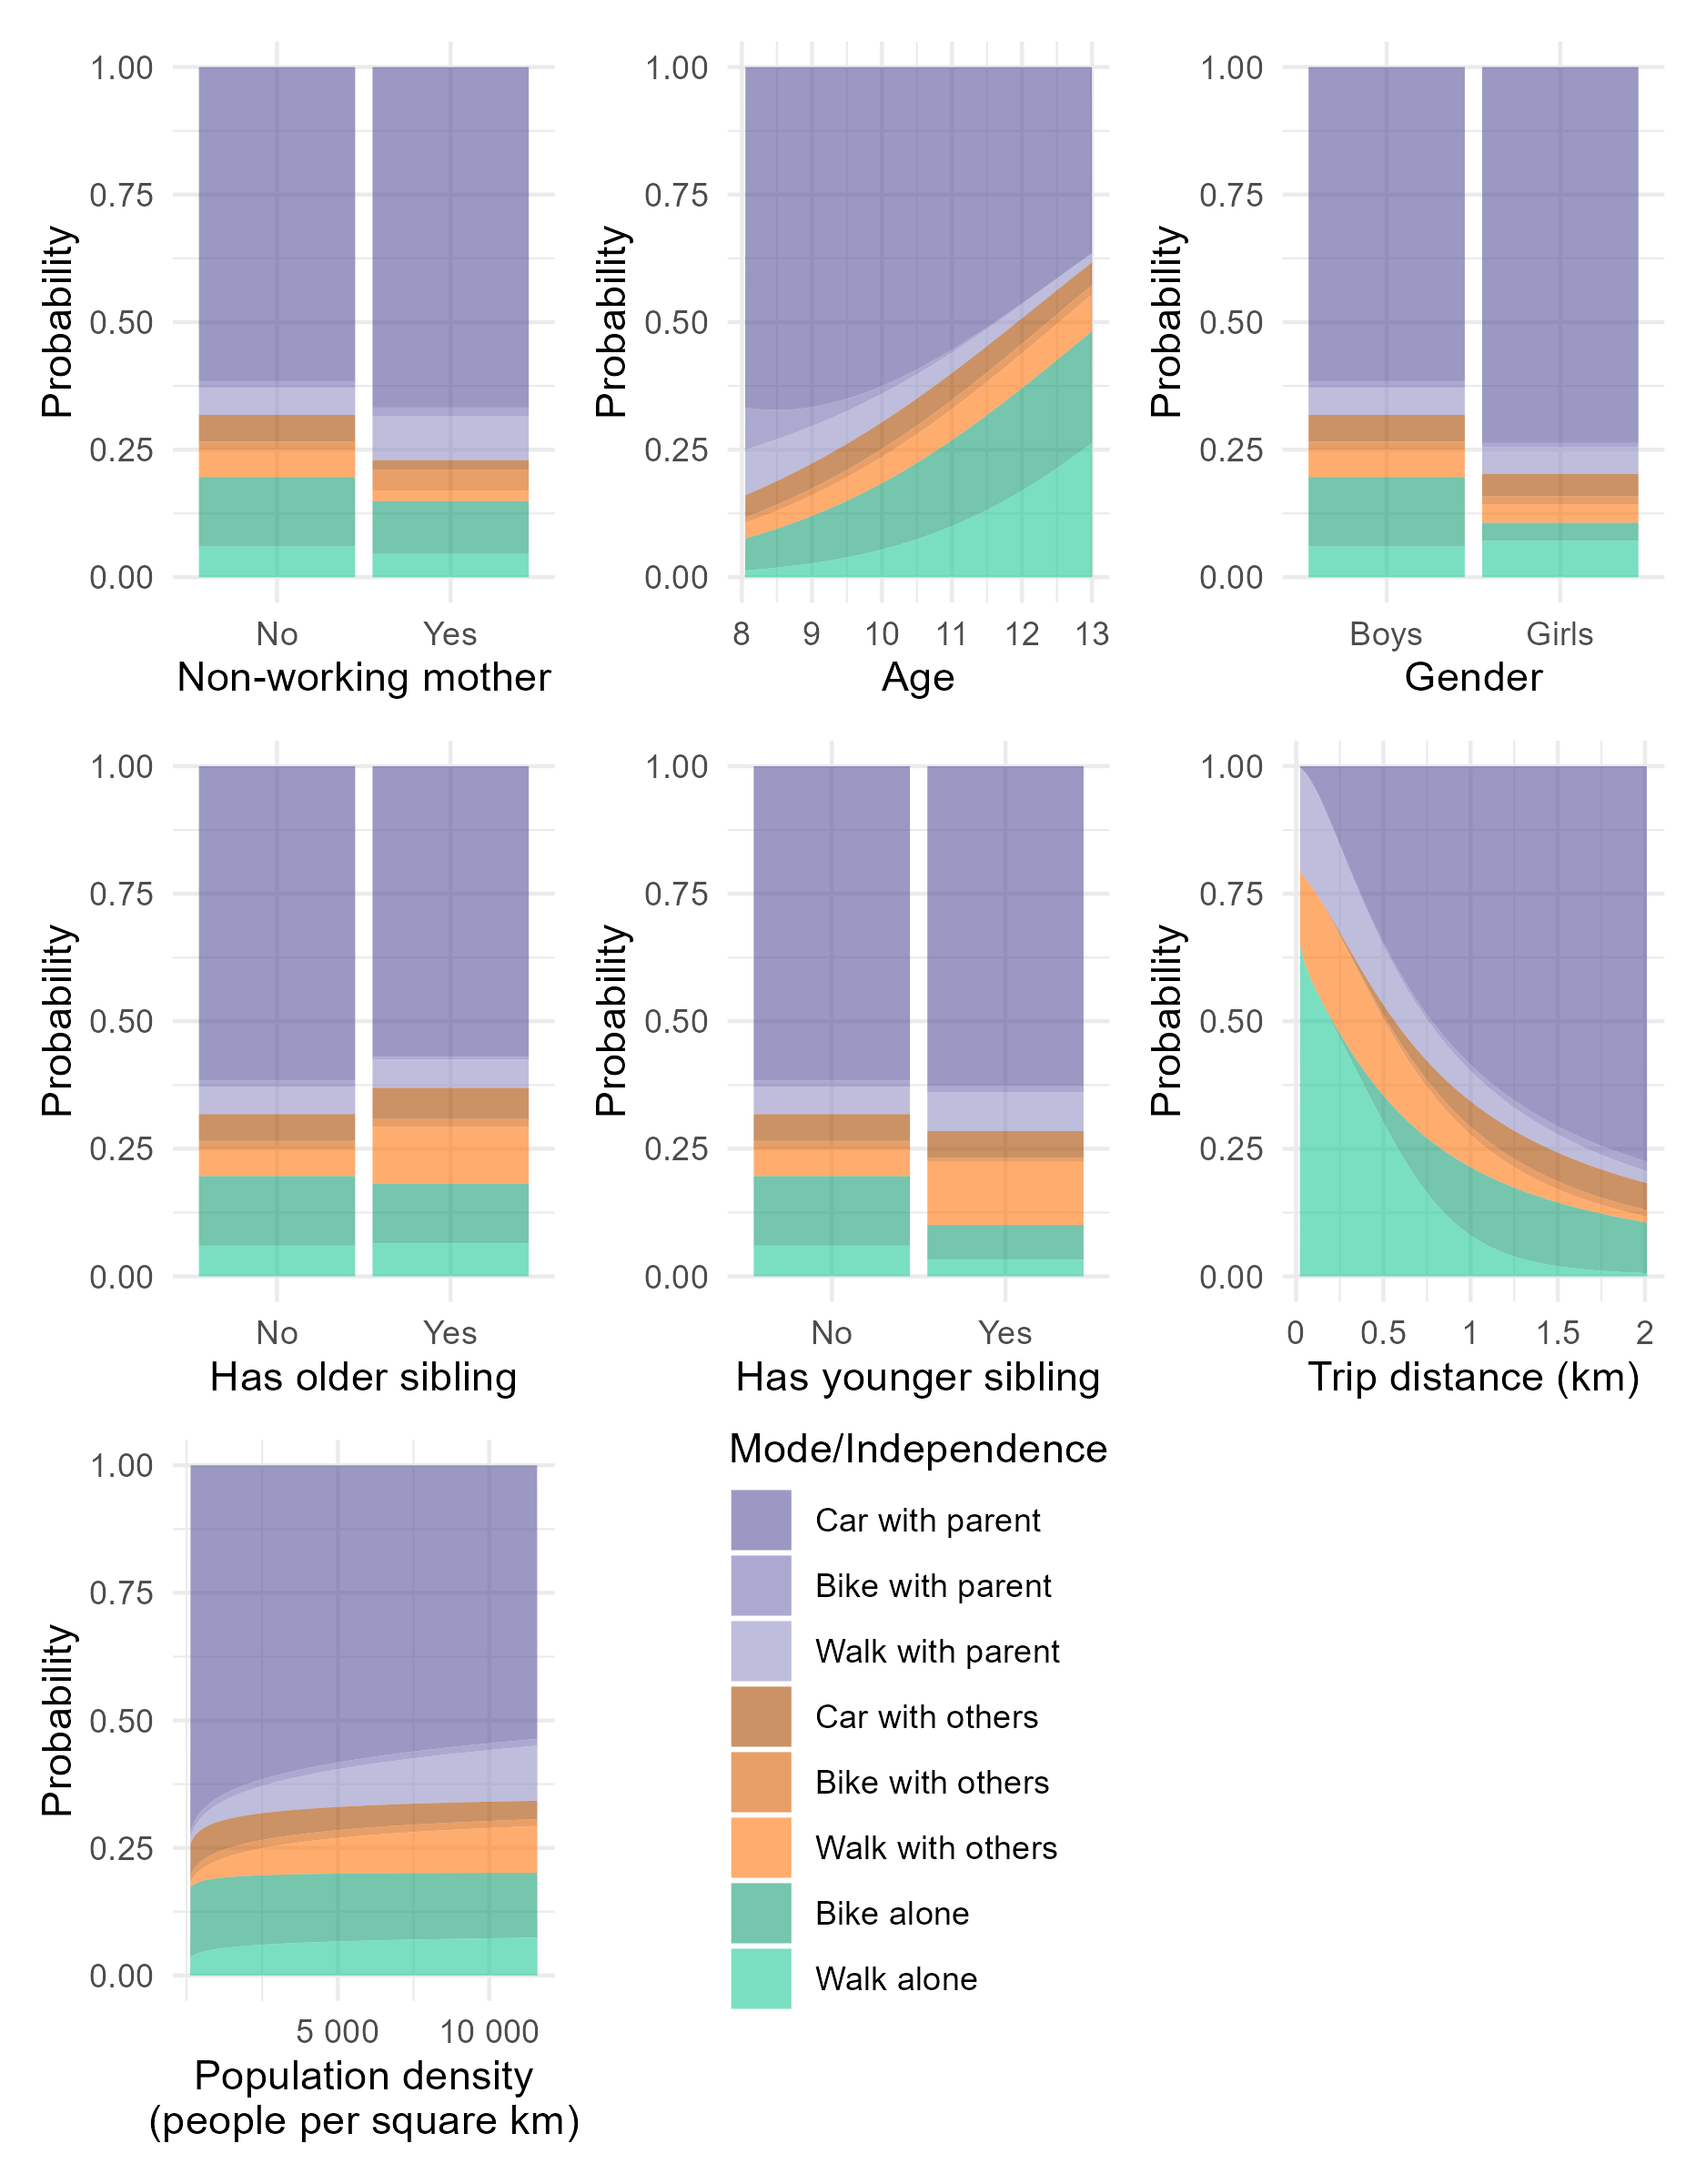 1.00
0.75
0.50
0.25
0.00
Probability
No Yes
Non-working mother
1.00
0.75
0.50
0.25
0.00
Probability
8 9 10 11 12 13
Age
1.00
0.75
0.50
0.25
0.00
Probability
Boys Girls
Gender
1.00
0.75
0.50
0.25
0.00
Probability
No Yes
Has older sibling
1.00
0.75
0.50
0.25
0.00
Probability
No Yes
Has younger sibling
1.00
0.75
0.50
0.25
0.00
Probability
0 0.5 1 1.5 2
Trip distance (km)
1.00
0.75
0.50
0.25
0.00
Probability
5 000 10 000
Population density
(people per square km)
Mode/Independence
Car with parent
Bike with parent
Walk with parent
Car with others
Bike with others
Walk with others
Bike alone
Walk alone